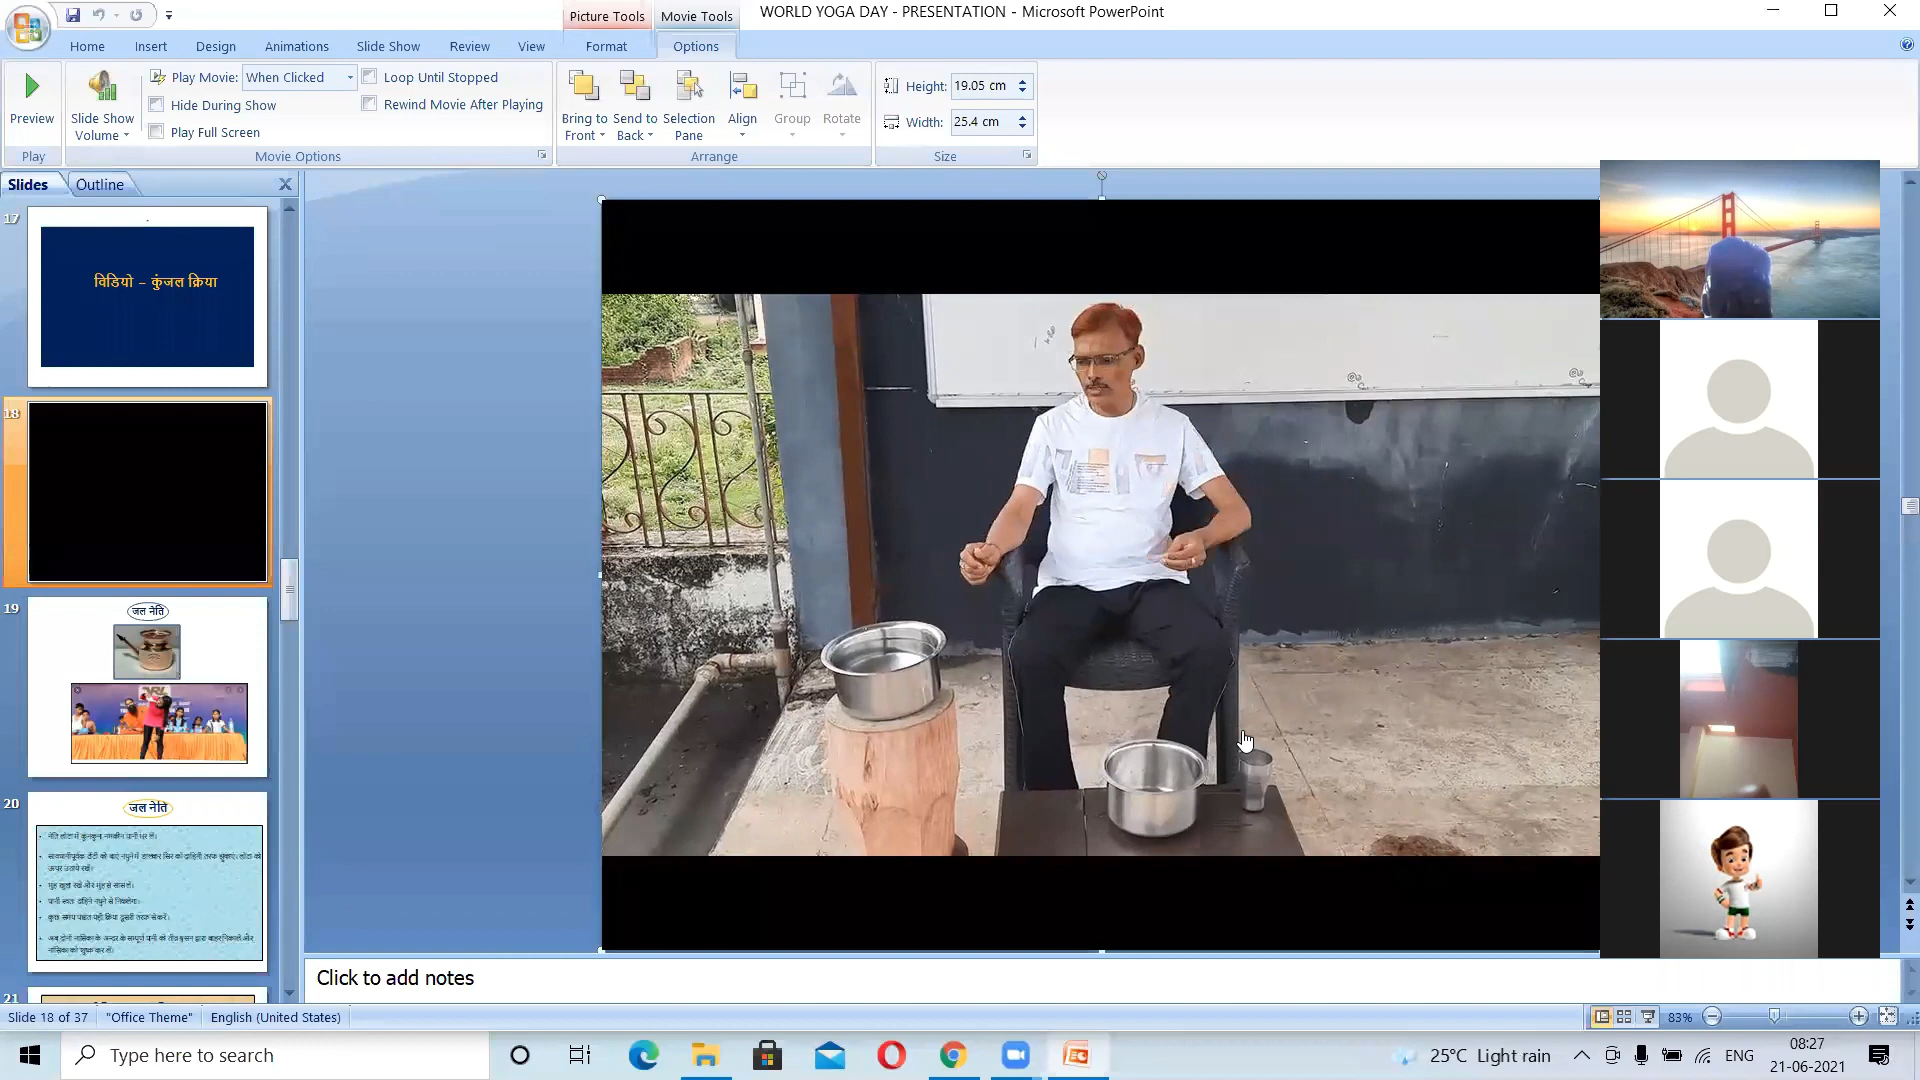 WORLD YOGA DAY - PRESENTATION - Microsoft PowerPoint
Picture Tools
Movie Tools
Home
Insert
Design
Animations
Slide Show
Review
View
Format
Options
Preview
Play
Slide Show
Volume
Play Movie:
When Clicked
Hide During Show
Play Full Screen
Loop Until Stopped
Rewind Movie After Playing
Movie Options
Bring to
Front
Send to
Back
Selection
Pane
Align
Group
Rotate
Arrange
Height:
19.05 cm
Width:
25.4 cm
Size
Slides
Outline
17
विडियो – कुंजल क्रिया
18
19
जल नेति
20
जल नेति
मुंह खुला रखें और मुंह से सांस लें।
21
Click to add notes
Slide 18 of 37
"Office Theme"
English (United States)
83%
Type here to search
25°C Light rain
ENG
08:27
21-06-2021